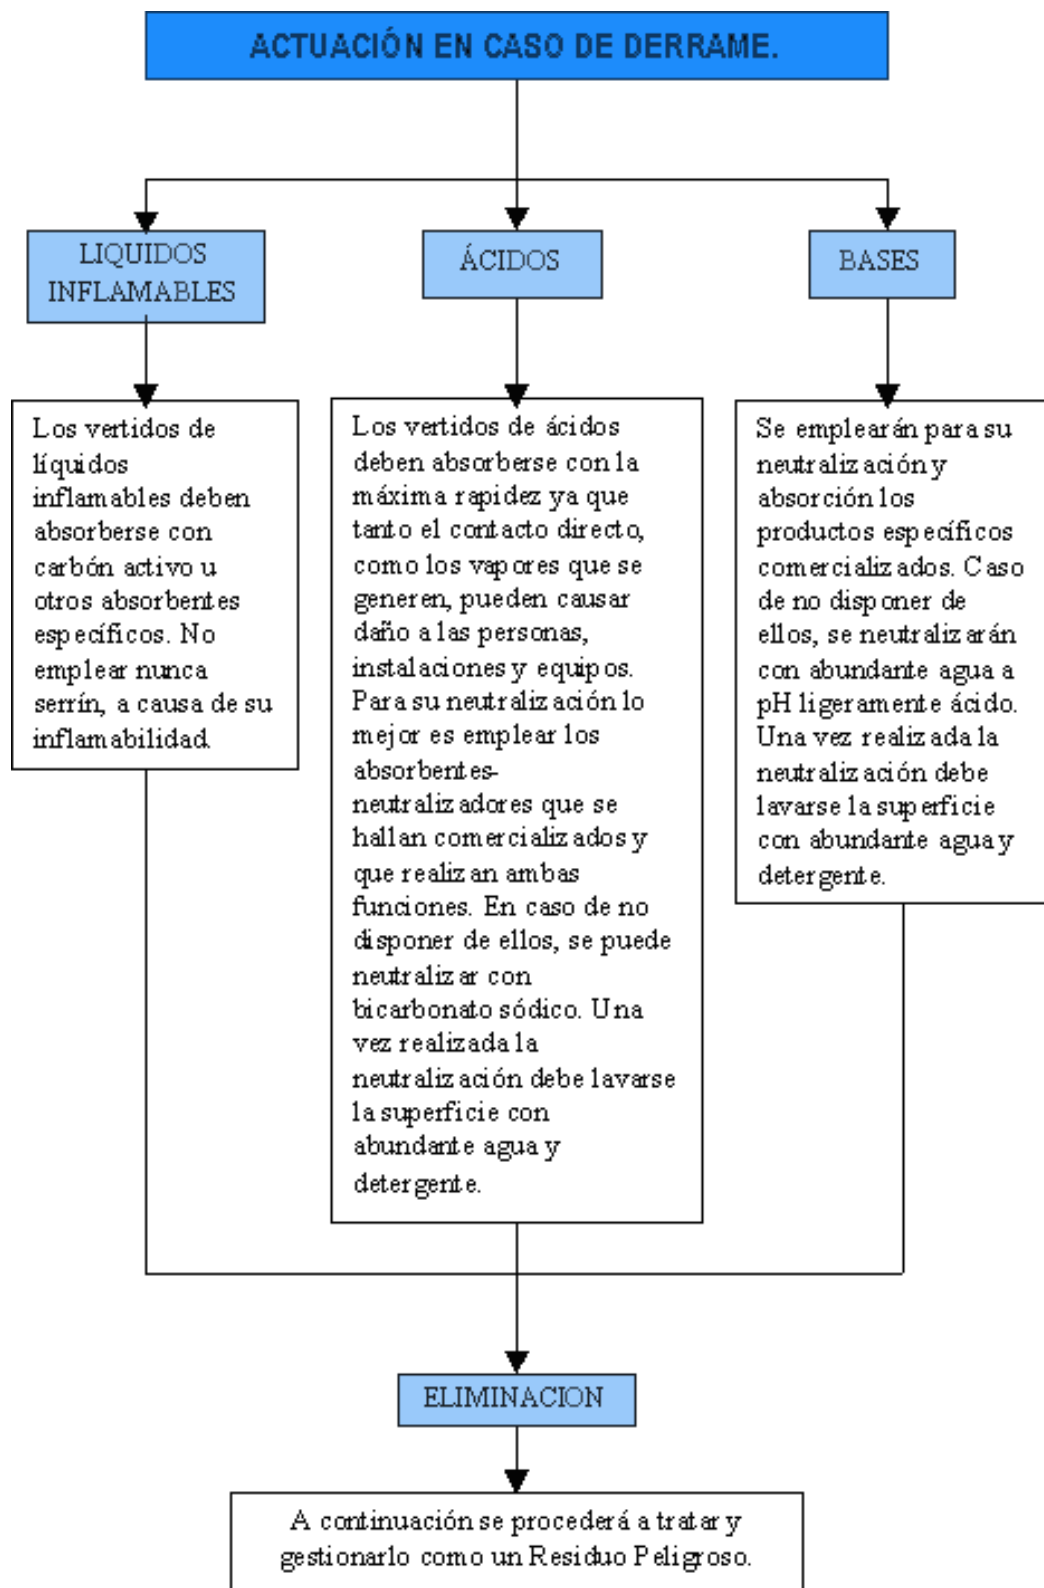 ACTUACIÓN EN CASO DE DERRAME.
LIQUIDOS
INFLAMABLES
Los vertidos de
líquidos
inflamables deben
absorberse con
carbón activo u
otros absorbentes
específicos. No
emplear nunca
serrín, a causa de su
inflamabilidad.
ÁCIDOS
Los vertidos de ácidos
deben absorberse con la
máxima rapidez ya que
tanto el contacto directo,
como los vapores que se
generen, pueden causar
daño a las personas,
instalaciones y equipos.
Para su neutralización lo
mejor es emplear los
absorbentes-
neutralizadores que se
hallan comercializados y
que realizan ambas
funciones. En caso de no
disponer de ellos, se puede
neutralizar con
bicarbonato sódico. Una
vez realizada la
neutralización debe lavarse
la superficie con
abundante agua y
detergente.
BASES
Se emplearán para su
neutralización y
absorción los
productos específicos
comercializados. Caso
de no disponer de
ellos, se neutralizarán
con abundante agua a
pH ligeramente ácido.
Una vez realizada la
neutralización debe
lavarse la superficie
con abundante agua y
detergente.
ELIMINACION
A continuación se procederá a tratar y
gestionarlo como un Residuo Peligroso.